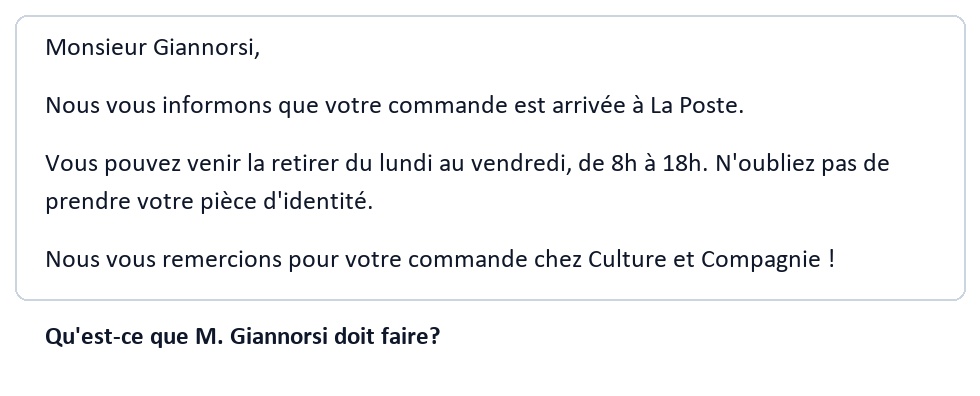 Monsieur Giannorsi,
Nous vous informons que votre commande est arrivée à La Poste.
Vous pouvez venir la retirer du lundi au vendredi, de 8h à 18h. N'oubliez pas de
prendre votre pièce d'identité.
Nous vous remercions pour votre commande chez Culture et Compagnie !
Qu'est-ce que M. Giannorsi doit faire?